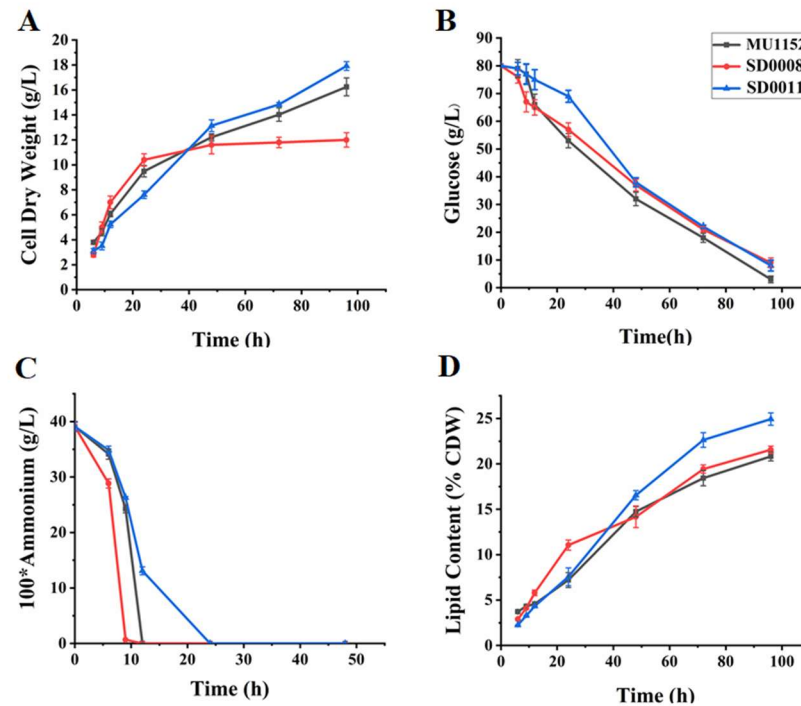 A
Cell Dry Weight (g/L)
20
18
16
14
12
10
8
6
4
2
0
0 20 40 60 80 100
Time (h)
B
Glucose (g/L)
90
80
70
60
50
40
30
20
10
0
0 20 40 60 80 100
Time(h)
MU1152
SD0008
SD0011
C
100*Ammonium (g/L)
40
30
20
10
0
0 10 20 30 40 50
Time (h)
D
Lipid Content (% CDW)
25
20
15
10
5
0
0 20 40 60 80 100
Time (h)